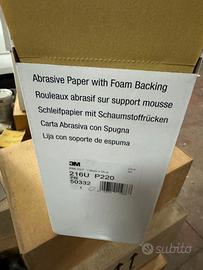 Abrasive Paper with Foam Backing
Rouleaux abrasif sur support mousse
Schleifpapier mit Schaumstoffrücken
Carta Abrasiva con Spugna
Lija con soporte de espuma
3M
216U P220
50332
subito